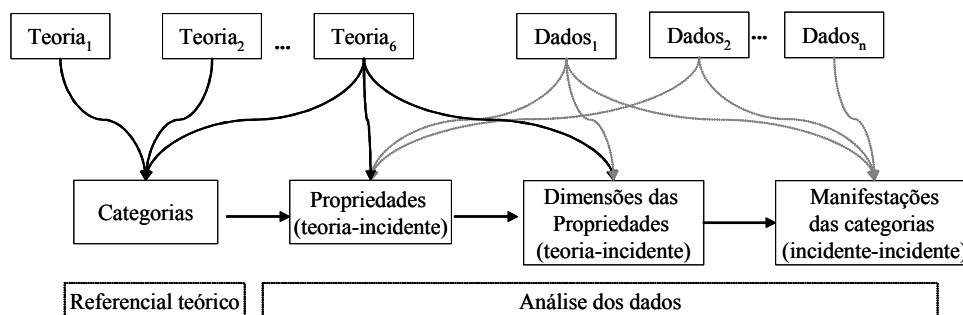 Teoria1
Teoria2
...
Teoria6
Dados1
Dados2
...
Dadosn
Categorias
Propriedades
(teoria-incidente)
Dimensões das
Propriedades
(teoria-incidente)
Manifestações
das categorias
(incidente-incidente)
Referencial teórico
Análise dos dados